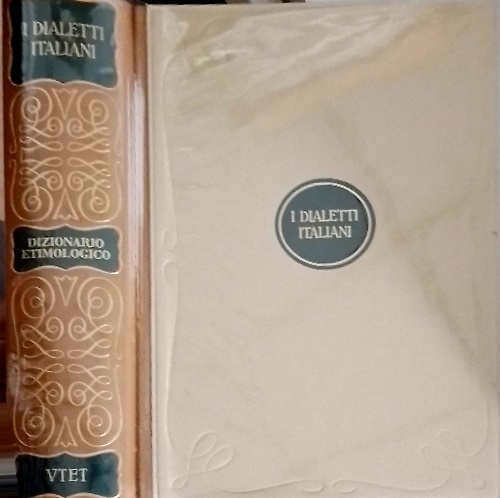 I DIALETTI
ITALIANI
DIZIONARIO
ETIMOLOGICO
VTET
I DIALETTI
ITALIANI